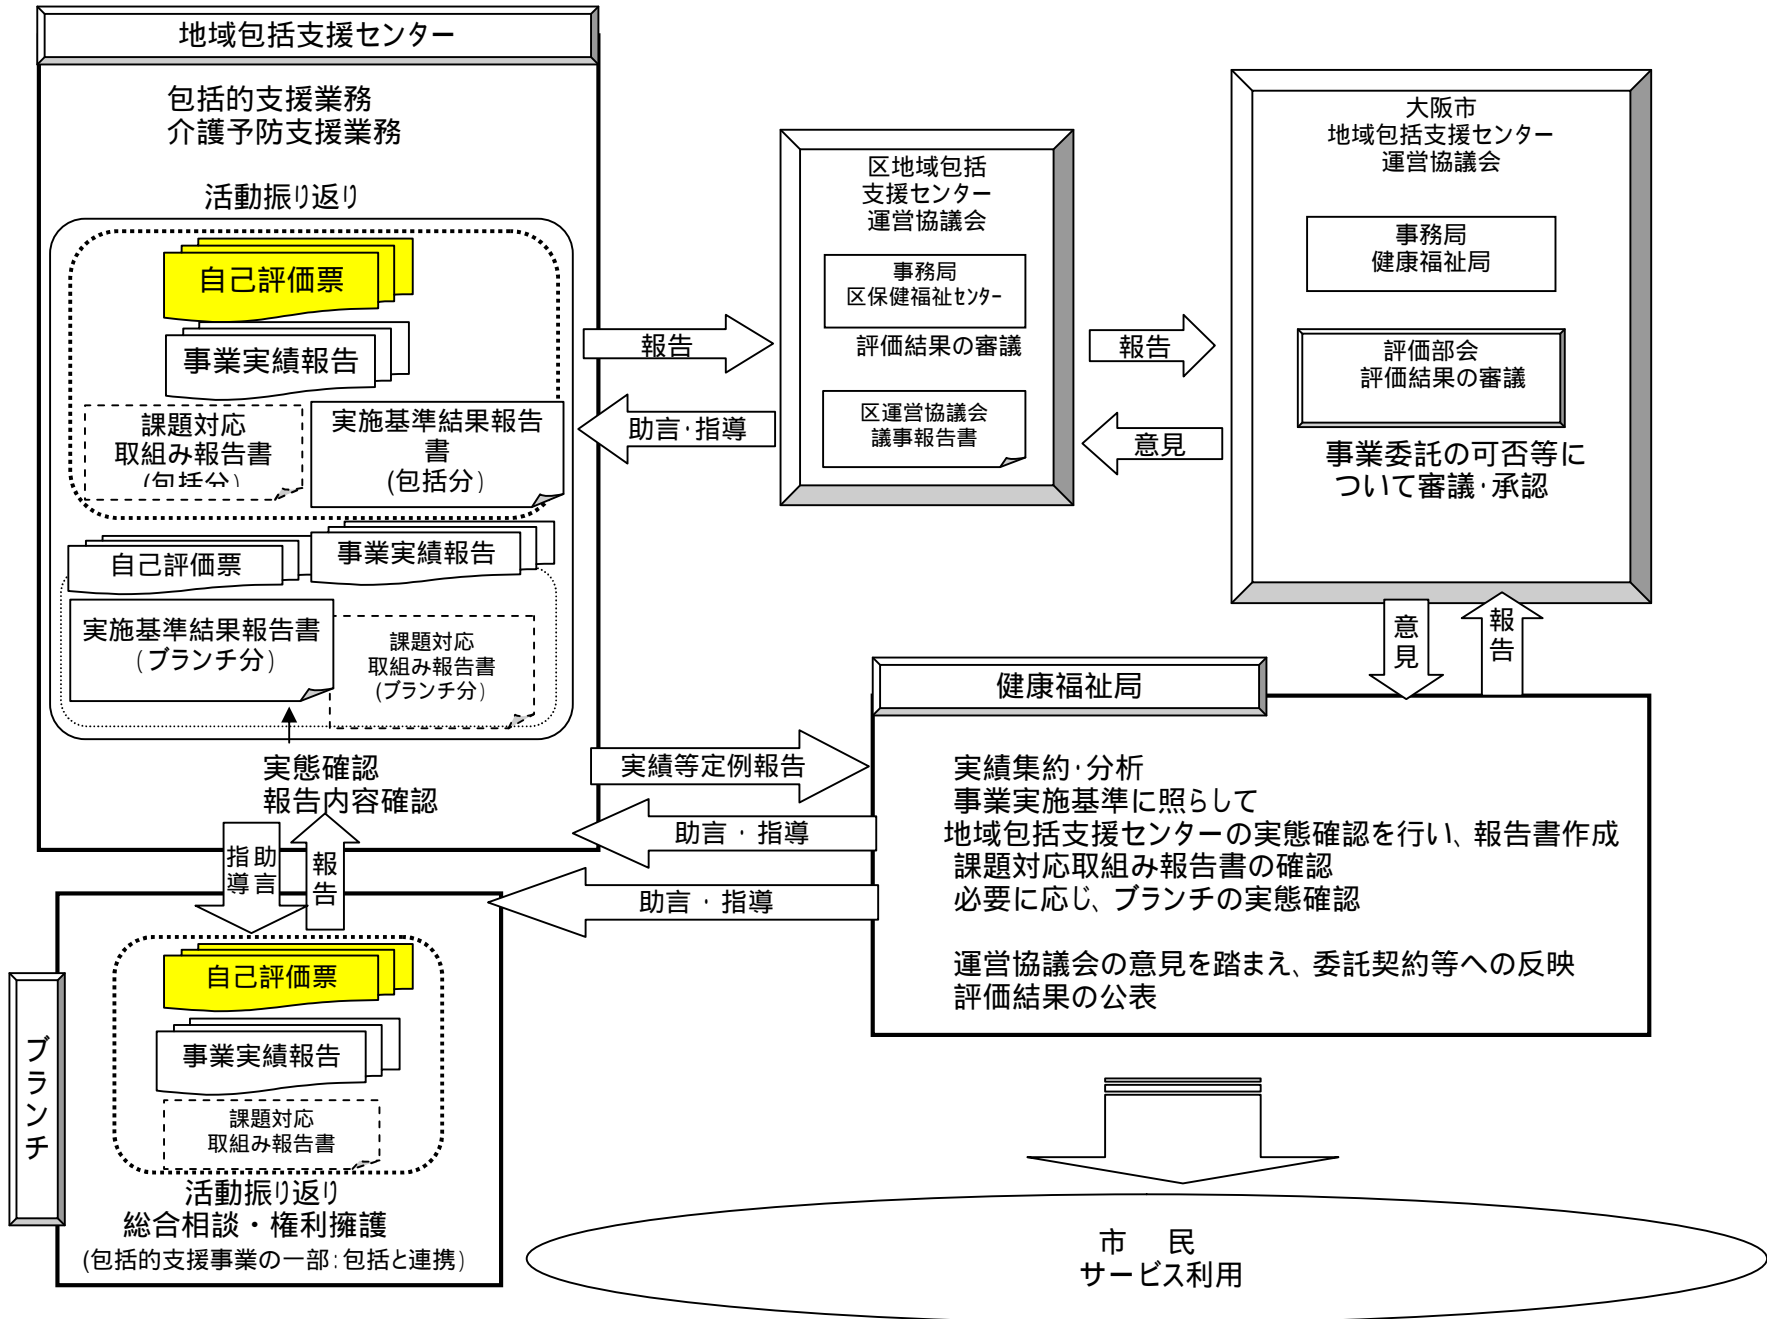 地域包括支援センター
包括的支援業務
介護予防支援業務
活動振り返り
自己評価票
事業実績報告
課題対応
取組み報告書
(包括分)
実施基準結果報告
書
(包括分)
自己評価票
事業実績報告
実施基準結果報告書
(ブランチ分)
課題対応
取組み報告書
(ブランチ分)
実態確認
報告内容確認
報告
助言・指導
区地域包括
支援センター
運営協議会
事務局
区保健福祉センター
評価結果の審議
区運営協議会
議事報告書
報告
意見
大阪市
地域包括支援センター
運営協議会
事務局
健康福祉局
評価部会
評価結果の審議
事業委託の可否等に
ついて審議・承認
意見
報告
実績等定例報告
助言・指導
助言・指導
健康福祉局
実績集約・分析
事業実施基準に照らして
地域包括支援センターの実態確認を行い、報告書作成
課題対応取組み報告書の確認
必要に応じ、ブランチの実態確認
運営協議会の意見を踏まえ、委託契約等への反映
評価結果の公表
助言
指導
報告
ブランチ
自己評価票
事業実績報告
課題対応
取組み報告書
活動振り返り
総合相談・権利擁護
(包括的支援事業の一部:包括と連携)
市 民
サービス利用